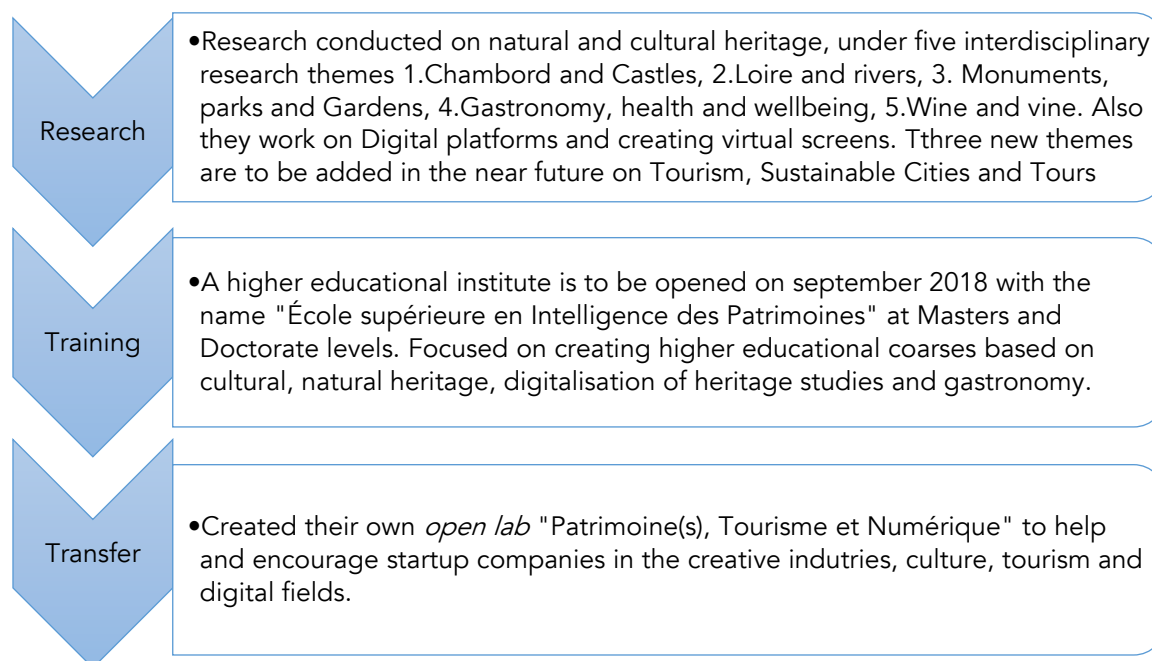 Research
•Research conducted on natural and cultural heritage, under five interdisciplinary
research themes 1.Chambord and Castles, 2.Loire and rivers, 3. Monuments,
parks and Gardens, 4.Gastronomy, health and wellbeing, 5.Wine and vine. Also
they work on Digital platforms and creating virtual screens. Tthree new themes
are to be added in the near future on Tourism, Sustainable Cities and Tours
Training
•A higher educational institute is to be opened on september 2018 with the
name "École supérieure en Intelligence des Patrimoines" at Masters and
Doctorate levels. Focused on creating higher educational coarses based on
cultural, natural heritage, digitalisation of heritage studies and gastronomy.
Transfer
•Created their own open lab "Patrimoine(s), Tourisme et Numérique" to help
and encourage startup companies in the creative indutries, culture, tourism and
digital fields.